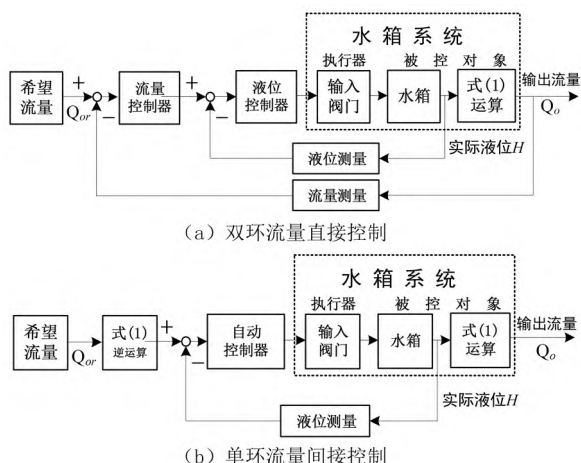 水 箱 系 统
执行器 被 控 对 象
希望
流量
+
−
Q_or
流量
控制器
+
−
液位
控制器
输入
阀门
水箱
式(1)
运算
输出流量
Q_o
液位测量
实际液位H
流量测量
(a) 双环流量直接控制
水 箱 系 统
执行器 被 控 对 象
希望
流量
Q_or
式(1)
逆运算
+
−
自动
控制器
输入
阀门
水箱
式(1)
运算
输出流量
Q_o
液位测量
实际液位H
(b) 单环流量间接控制